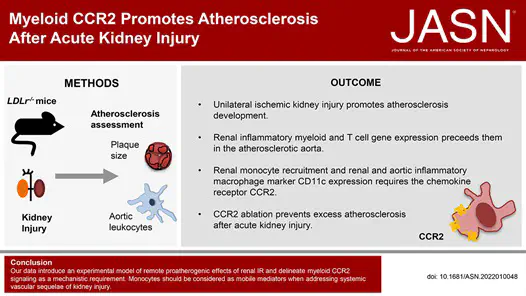 Myeloid CCR2 Promotes Atherosclerosis
After Acute Kidney Injury
JASN
JOURNAL OF THE AMERICAN SOCIETY OF NEPHROLOGY
METHODS
LDLr-/- mice
Atherosclerosis
assessment
Plaque
size
Kidney
Injury
Aortic
leukocytes
OUTCOME
• Unilateral ischemic kidney injury promotes atherosclerosis
development.
• Renal inflammatory myeloid and T cell gene expression preceeds them
in the atherosclerotic aorta.
• Renal monocyte recruitment and renal and aortic inflammatory
macrophage marker CD11c expression requires the chemokine
receptor CCR2.
• CCR2 ablation prevents excess atherosclerosis
after acute kidney injury.
CCR2
Conclusion
Our data introduce an experimental model of remote proatherogenic effects of renal IR and delineate myeloid CCR2
signaling as a mechanistic requirement. Monocytes should be considered as mobile mediators when addressing systemic
vascular sequelae of kidney injury.
doi: 10.1681/ASN.2022010048